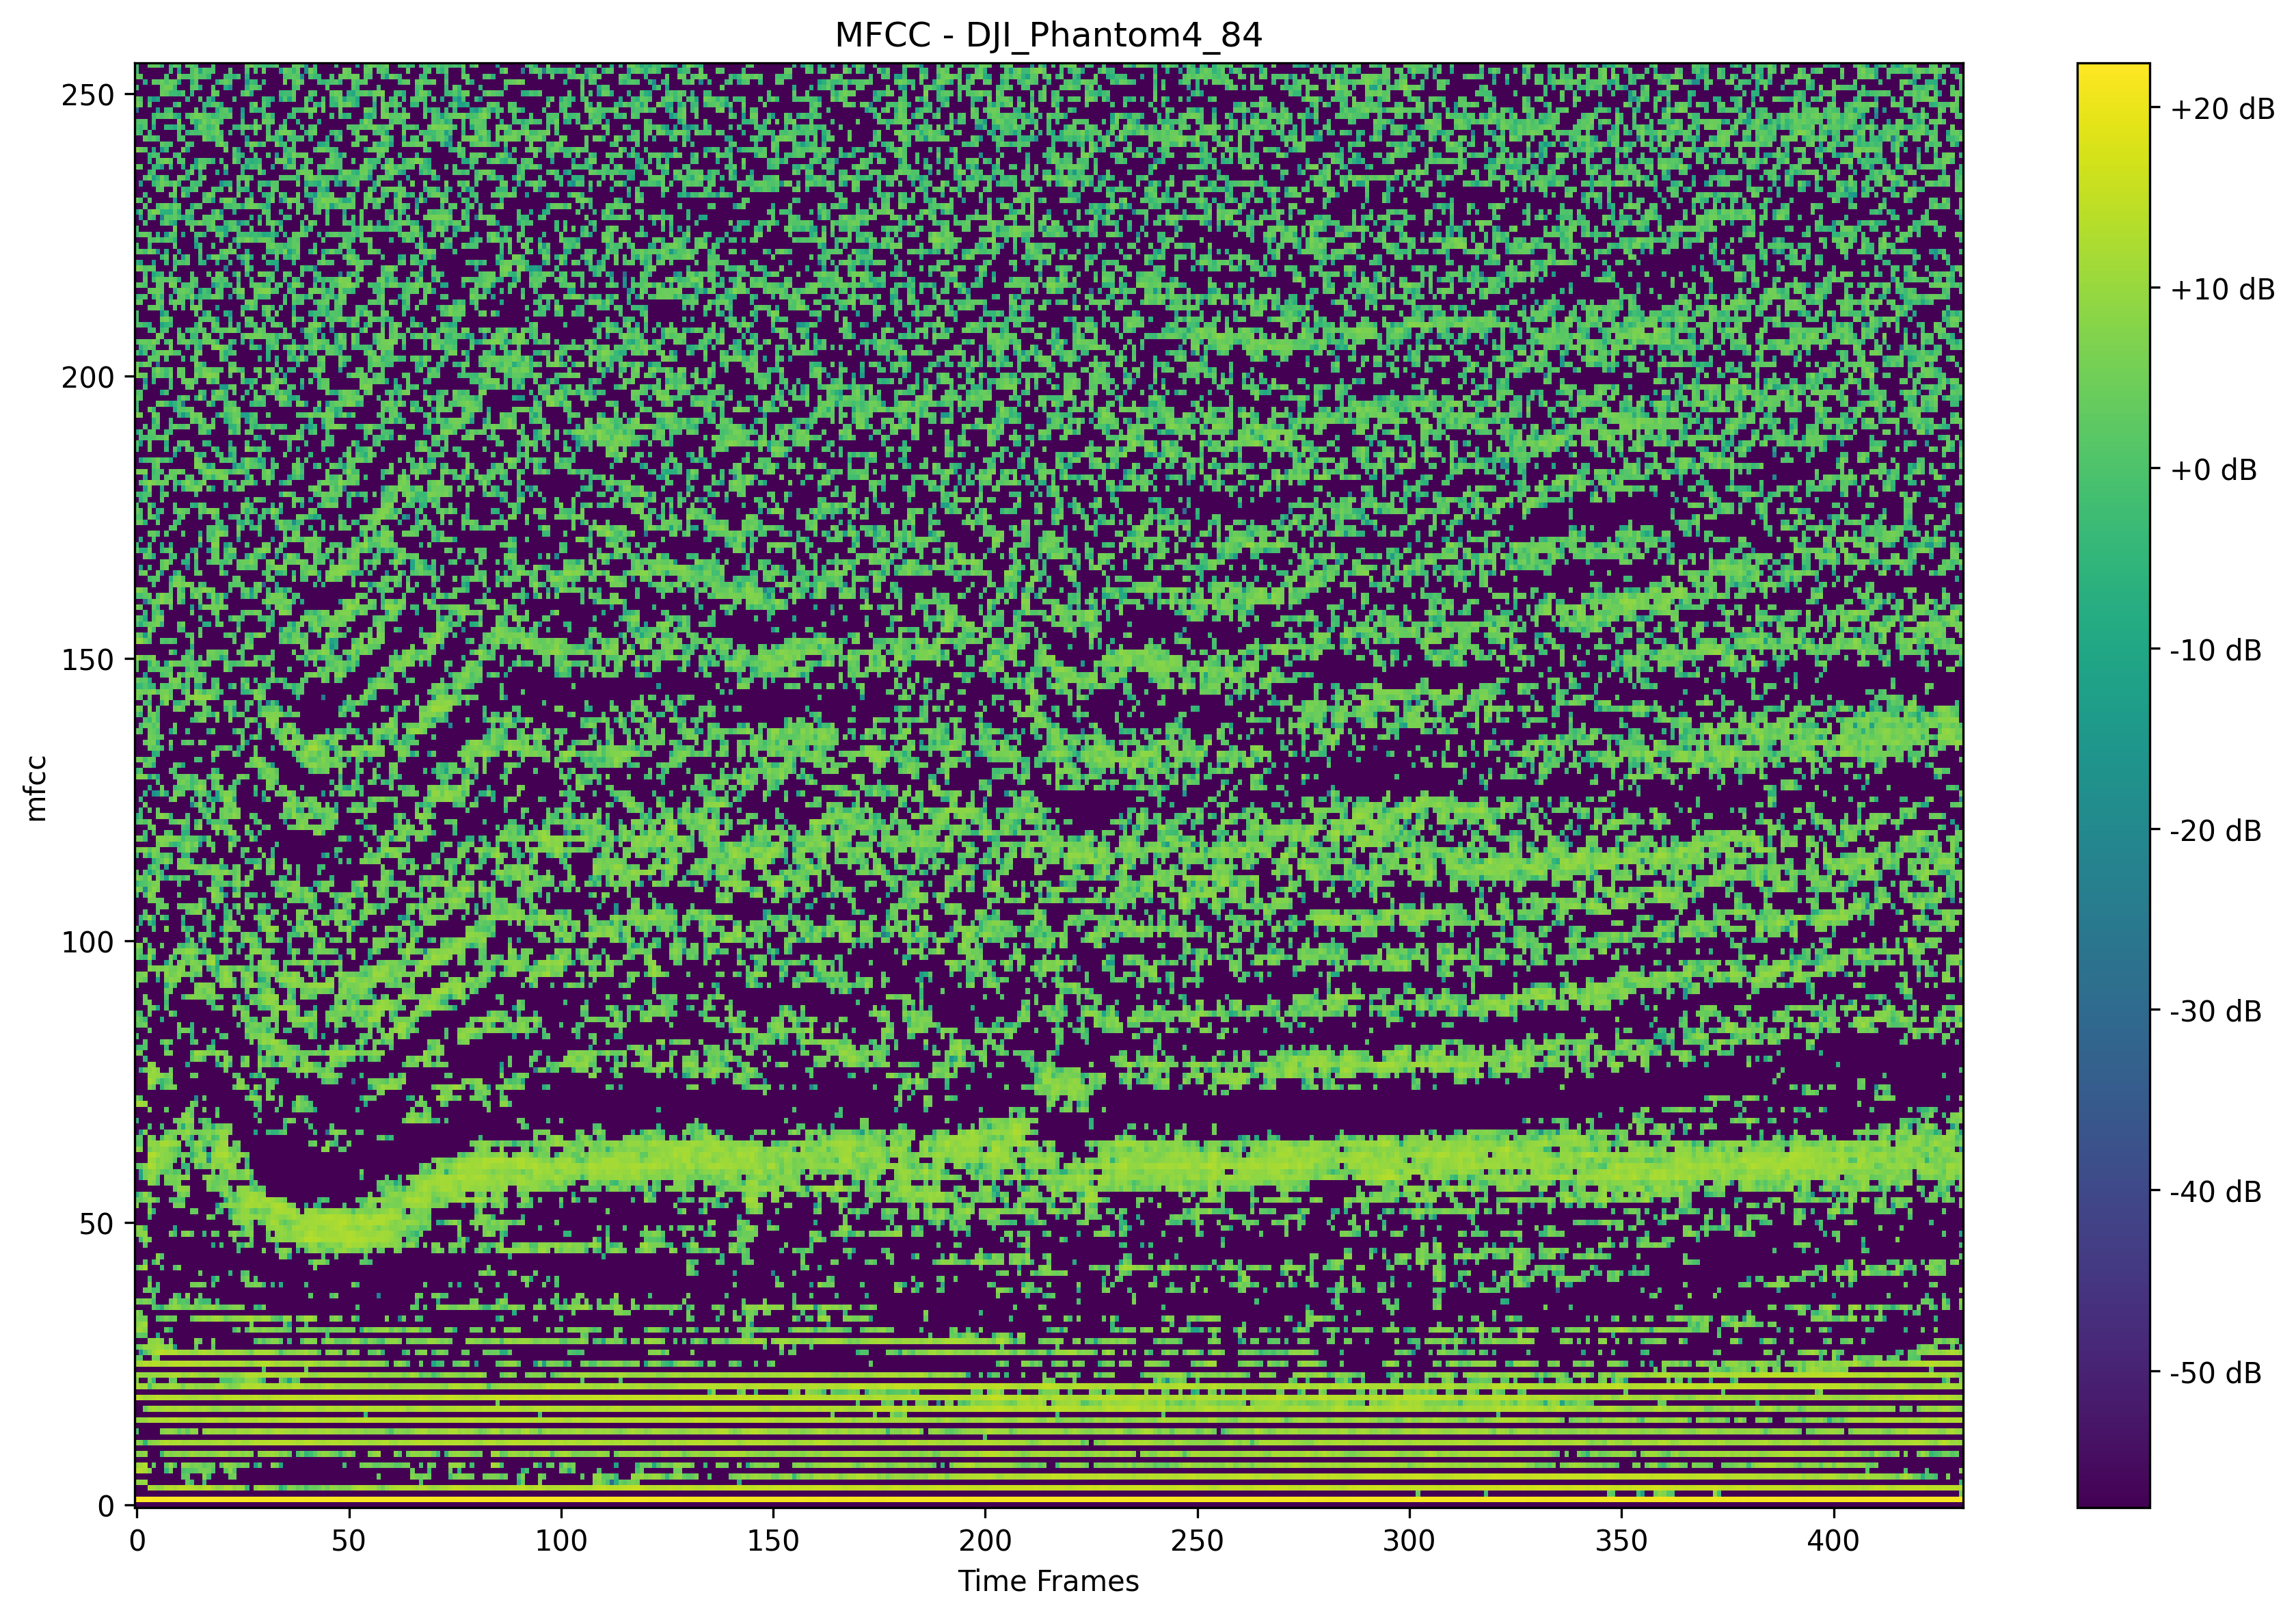 MFCC - DJI_Phantom4_84
250
200
150
100
50
0
mfcc
0 50 100 150 200 250 300 350 400
Time Frames
+20 dB
+10 dB
+0 dB
-10 dB
-20 dB
-30 dB
-40 dB
-50 dB